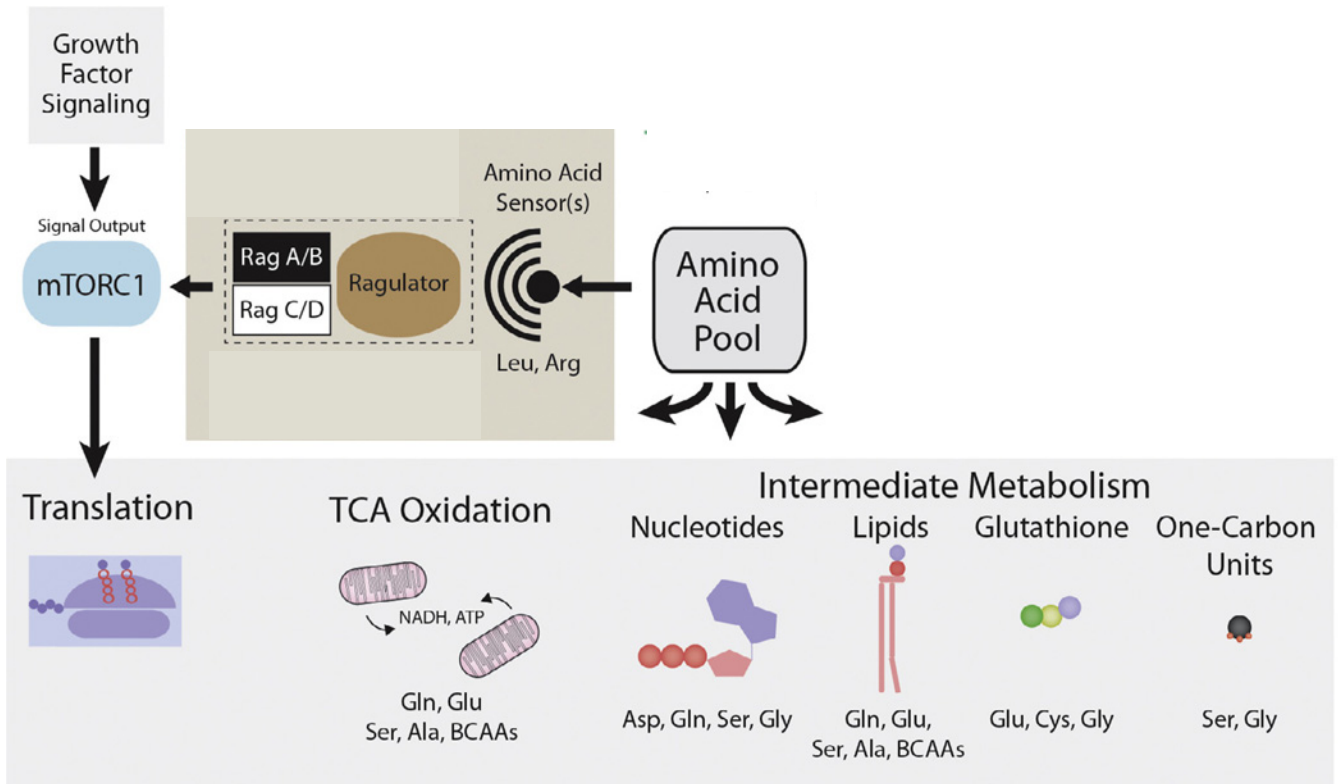 Growth
Factor
Signaling
Signal Output
mTORC1
Rag A/B
Rag C/D
Ragulator
Amino Acid
Sensor(s)
Leu, Arg
Amino
Acid
Pool
Translation
TCA Oxidation
NADH, ATP
Gln, Glu
Ser, Ala, BCAAs
Intermediate Metabolism
Nucleotides
Asp, Gln, Ser, Gly
Lipids
Gln, Glu,
Ser, Ala, BCAAs
Glutathione
Glu, Cys, Gly
One-Carbon
Units
Ser, Gly